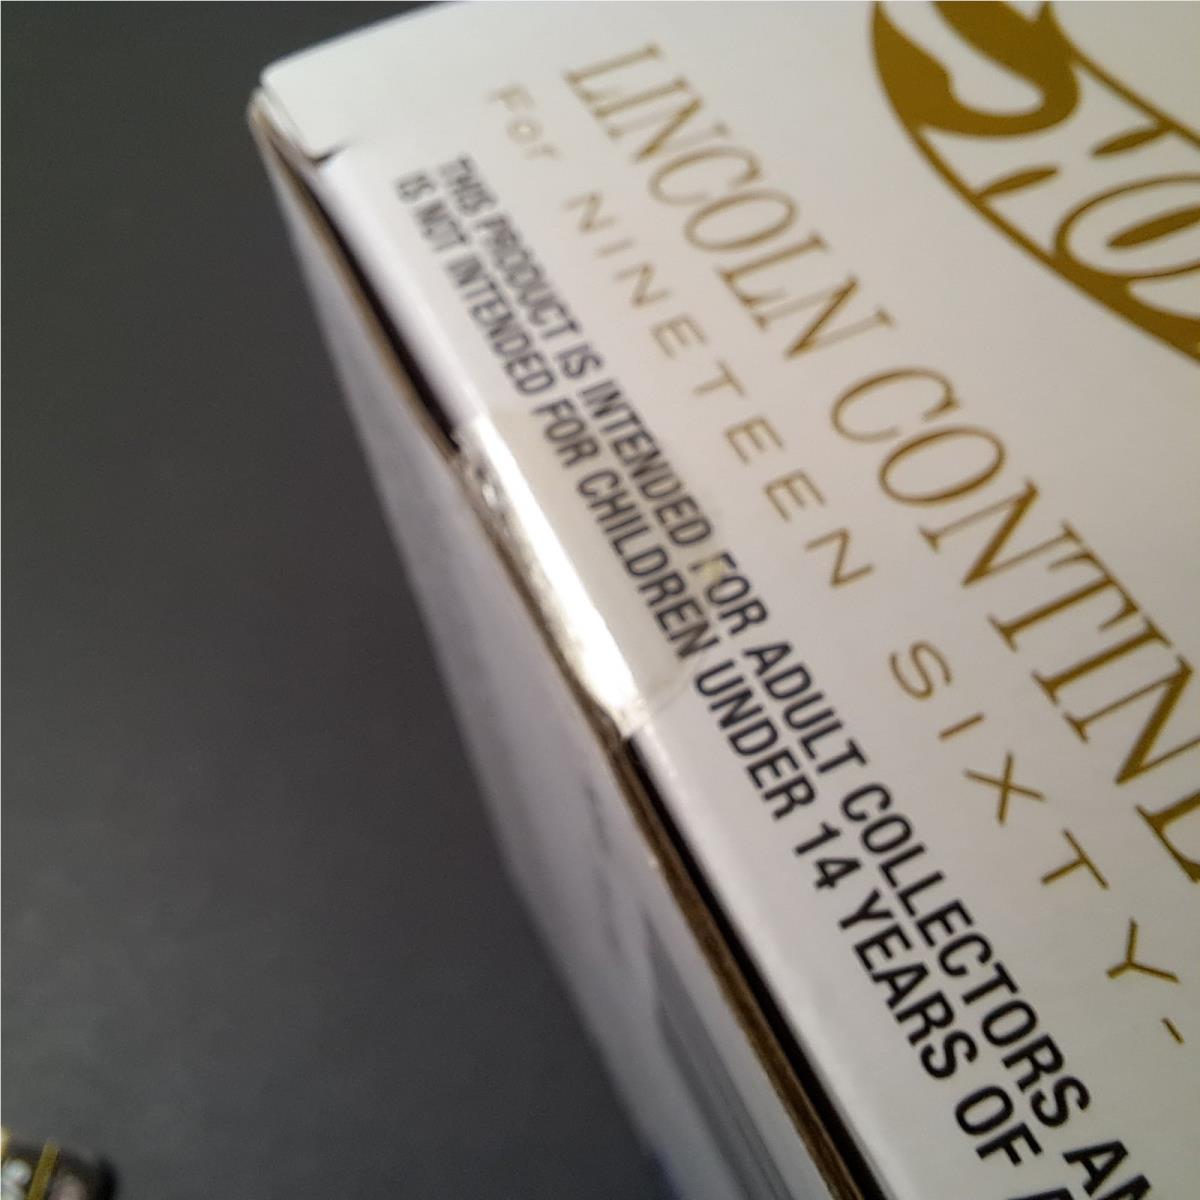 LINCOLN
For NINETEEN SIXTY-
THIS PRODUCT IS INTENDED FOR ADULT COLLECTORS
IS NOT INTENDED FOR CHILDREN UNDER 14 YEARS OF